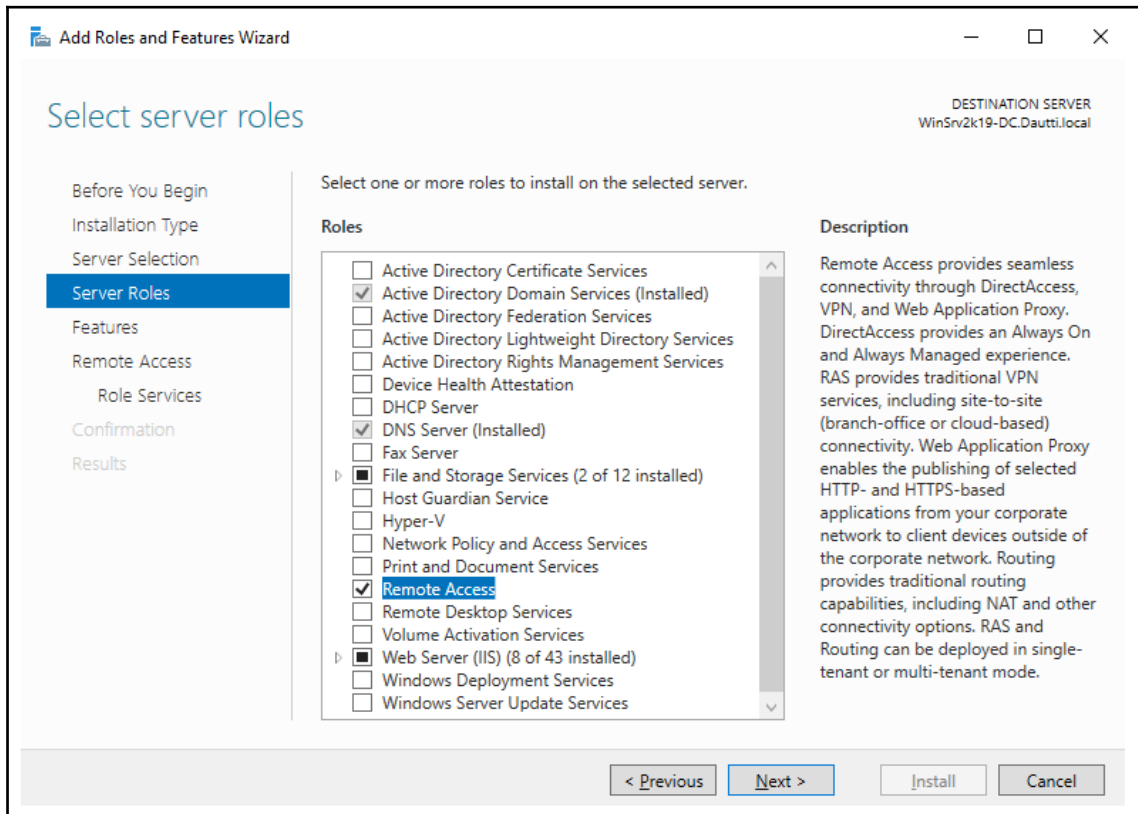 Add Roles and Features Wizard
Select server roles
DESTINATION SERVER
WinSrv2k19-DC.Dautti.local
Before You Begin
Installation Type
Server Selection
Server Roles
Features
Remote Access
Role Services
Confirmation
Results
Select one or more roles to install on the selected server.
Roles
Active Directory Certificate Services
Active Directory Domain Services (Installed)
Active Directory Federation Services
Active Directory Lightweight Directory Services
Active Directory Rights Management Services
Device Health Attestation
DHCP Server
DNS Server (Installed)
Fax Server
File and Storage Services (2 of 12 installed)
Host Guardian Service
Hyper-V
Network Policy and Access Services
Print and Document Services
Remote Access
Remote Desktop Services
Volume Activation Services
Web Server (IIS) (8 of 43 installed)
Windows Deployment Services
Windows Server Update Services
Description
Remote Access provides seamless
connectivity through DirectAccess,
VPN, and Web Application Proxy.
DirectAccess provides an Always On
and Always Managed experience.
RAS provides traditional VPN
services, including site-to-site
(branch-office or cloud-based)
connectivity. Web Application Proxy
enables the publishing of selected
HTTP- and HTTPS-based
applications from your corporate
network to client devices outside of
the corporate network. Routing
provides traditional routing
capabilities, including NAT and other
connectivity options. RAS and
Routing can be deployed in single-
tenant or multi-tenant mode.
< Previous
Next >
Install
Cancel